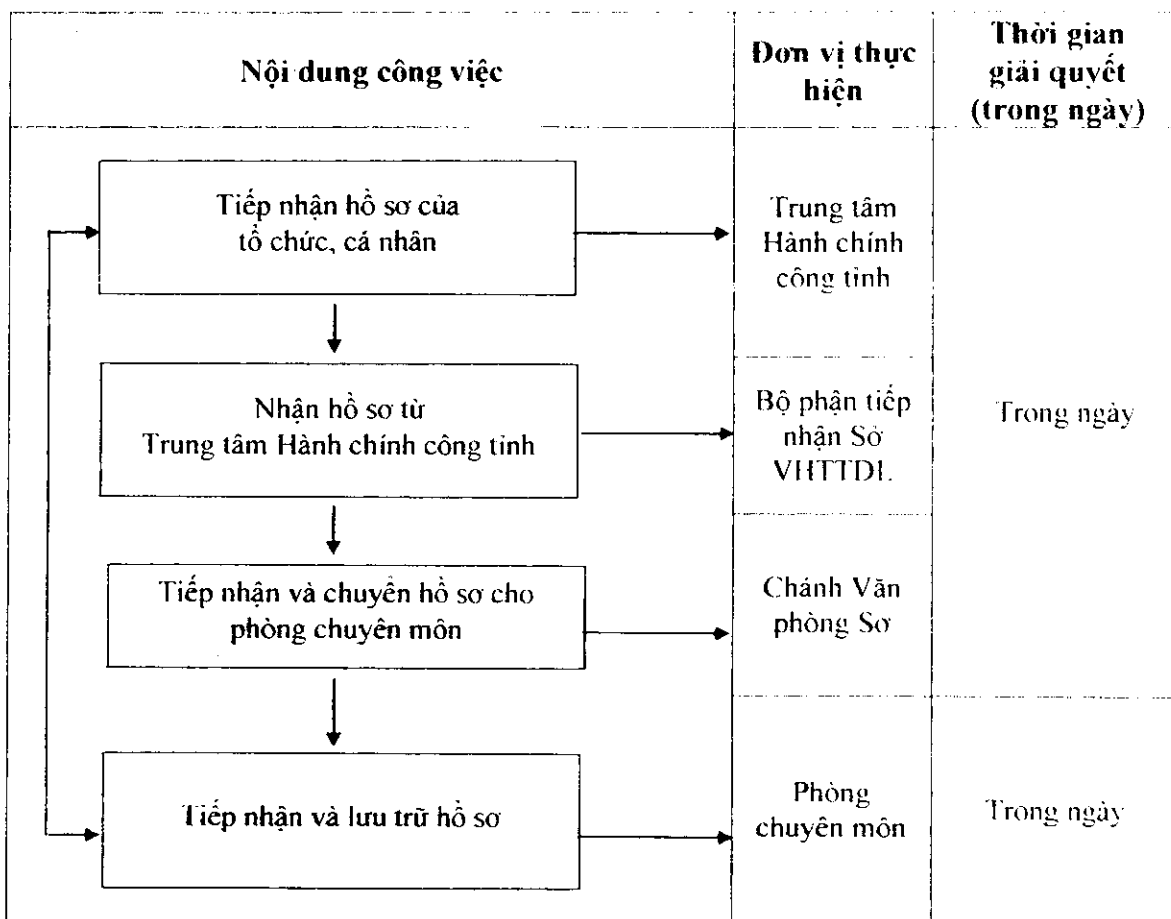 Nội dung công việc
Đơn vị thực
hiện
Thời gian
giải quyết
(trong ngày)
Tiếp nhận hồ sơ của
tổ chức, cá nhân
Trung tâm
Hành chính
công tỉnh
Nhận hồ sơ từ
Trung tâm Hành chính công tỉnh
Bộ phận tiếp
nhận Sở
VHTTDL
Trong ngày
Tiếp nhận và chuyển hồ sơ cho
phòng chuyên môn
Chánh Văn
phòng Sở
Tiếp nhận và lưu trữ hồ sơ
Phòng
chuyên môn
Trong ngày